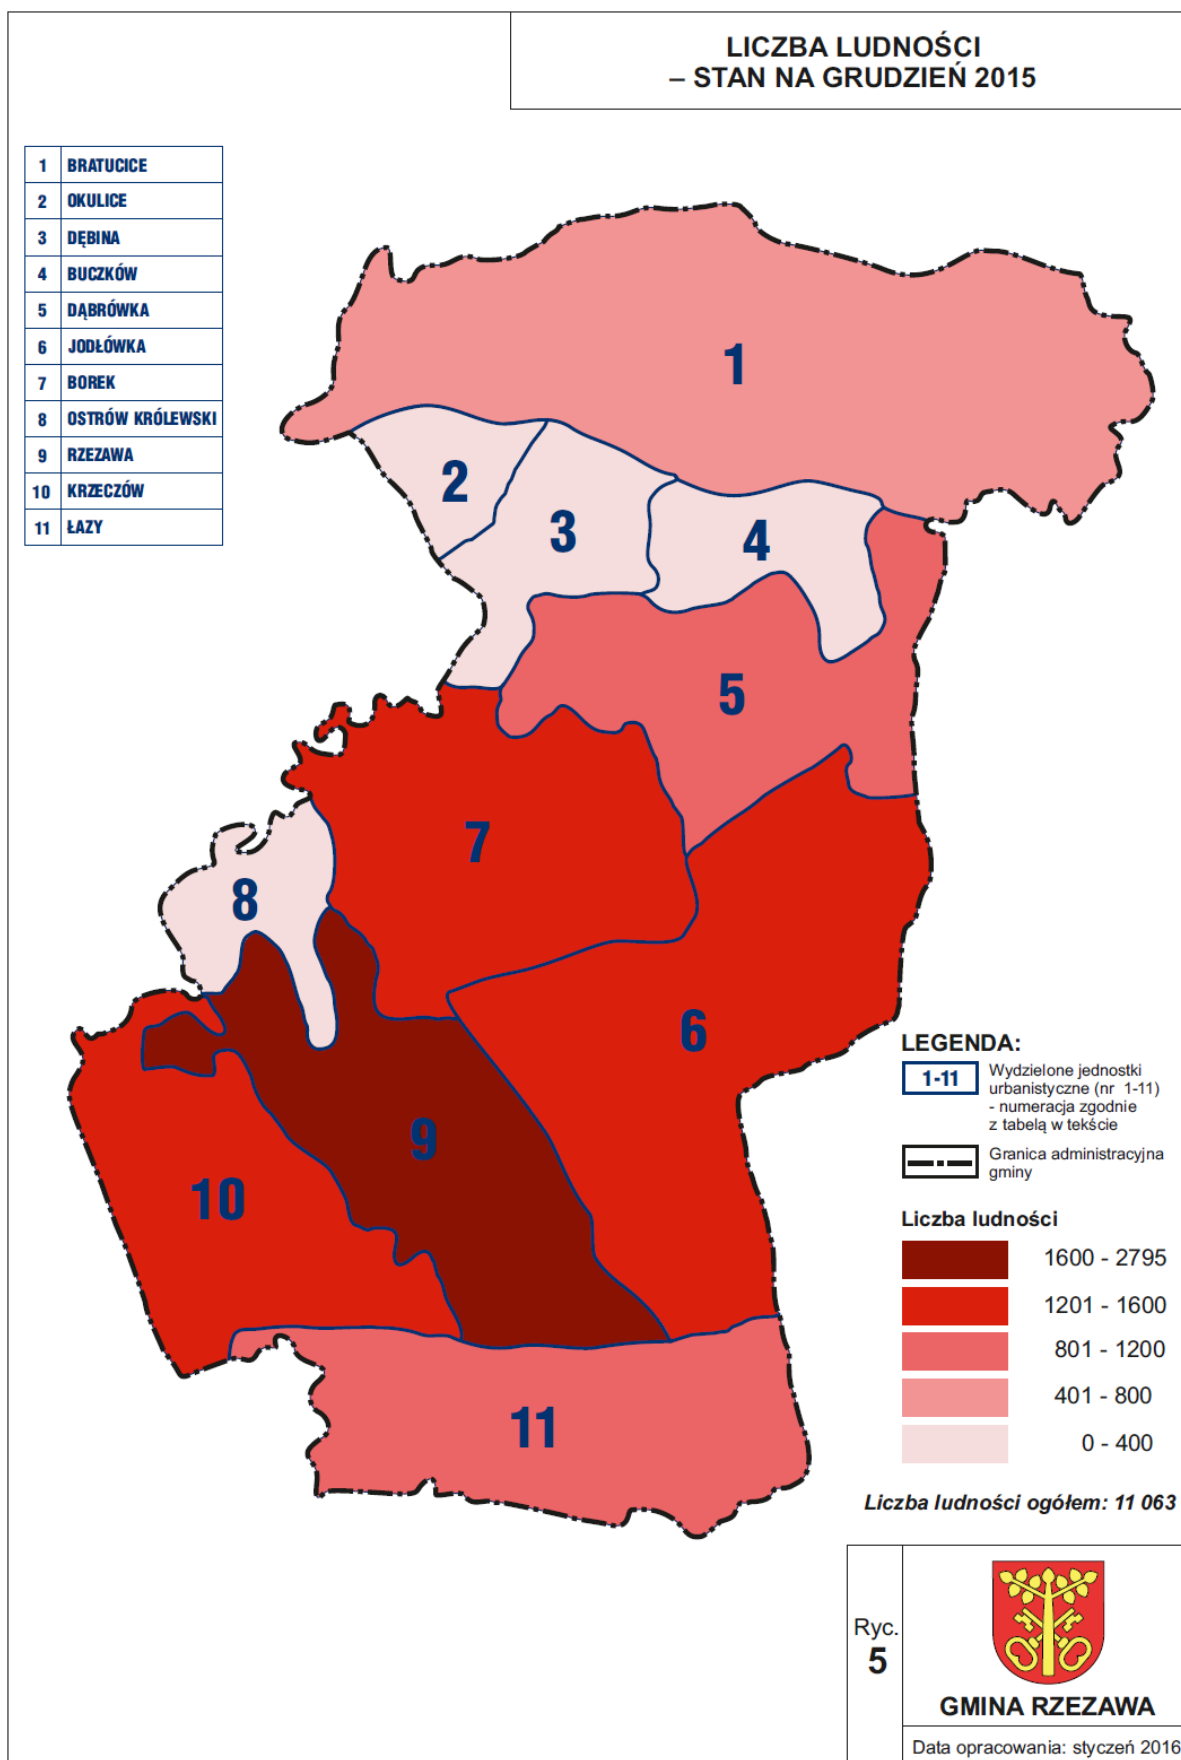 LICZBA LUDNOŚCI
– STAN NA GRUDZIEŃ 2015
1 BRATUCICE
2 OKULICE
3 DĘBINA
4 BUCZKÓW
5 DĄBRÓWKA
6 JODŁÓWKA
7 BOREK
8 OSTRÓW KRÓLEWSKI
9 RZEZAWA
10 KRZECZÓW
11 ŁAZY
1
2
3
4
5
7
8
6
9
10
11
LEGENDA:
1-11
Wydzielone jednostki
urbanistyczne (nr 1-11)
- numeracja zgodnie
z tabelą w tekście
Granica administracyjna
gminy
Liczba ludności
1600 - 2795
1201 - 1600
801 - 1200
401 - 800
0 - 400
Liczba ludności ogółem: 11 063
Ryc.
5
GMINA RZEZAWA
Data opracowania: styczeń 2016